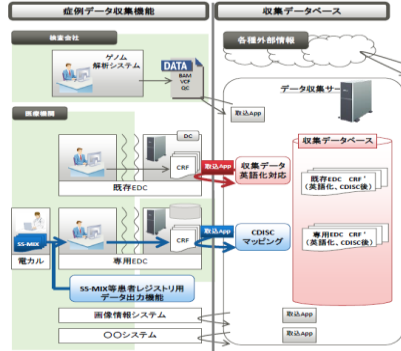 症例データ収集機能
収集データベース
検査会社
各種外部情報
ゲノム
解析システム
DATA
BAM
VCF
QC
データ収集サー
取込App
医療機関
DC
CRF
既存EDC
取込App
収集データ
英語化対応
収集データベース
既存EDC CRF’
（英語化、CDISC後）
SS-MIX
電カル
CRF
専用EDC
取込App
CDISC
マッピング
専用EDC CRF’
（英語化、CDISC後）
SS-MIX等患者レジストリ用
データ出力機能
画像情報システム
取込App
〇〇システム
取込App